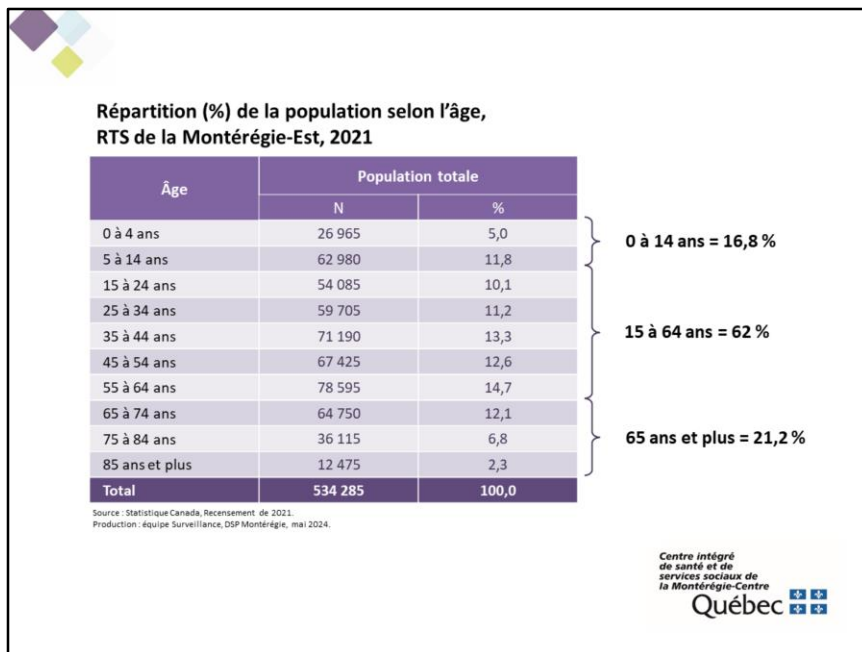 Répartition (%) de la population selon l'âge,
RTS de la Montérégie-Est, 2021
Âge Population totale
N %
0 à 4 ans 26 965 5,0
5 à 14 ans 62 980 11,8
0 à 14 ans = 16,8 %
15 à 24 ans 54 085 10,1
25 à 34 ans 59 705 11,2
35 à 44 ans 71 190 13,3
15 à 64 ans = 62 %
45 à 54 ans 67 425 12,6
55 à 64 ans 78 595 14,7
65 à 74 ans 64 750 12,1
75 à 84 ans 36 115 6,8
65 ans et plus = 21,2 %
85 ans et plus 12 475 2,3
Total 534 285 100,0
Source : Statistique Canada, Recensement de 2021.
Production : équipe Surveillance, DSP Montérégie, mai 2024.
Centre intégré
de santé et de
services sociaux de
la Montérégie-Centre
Québec